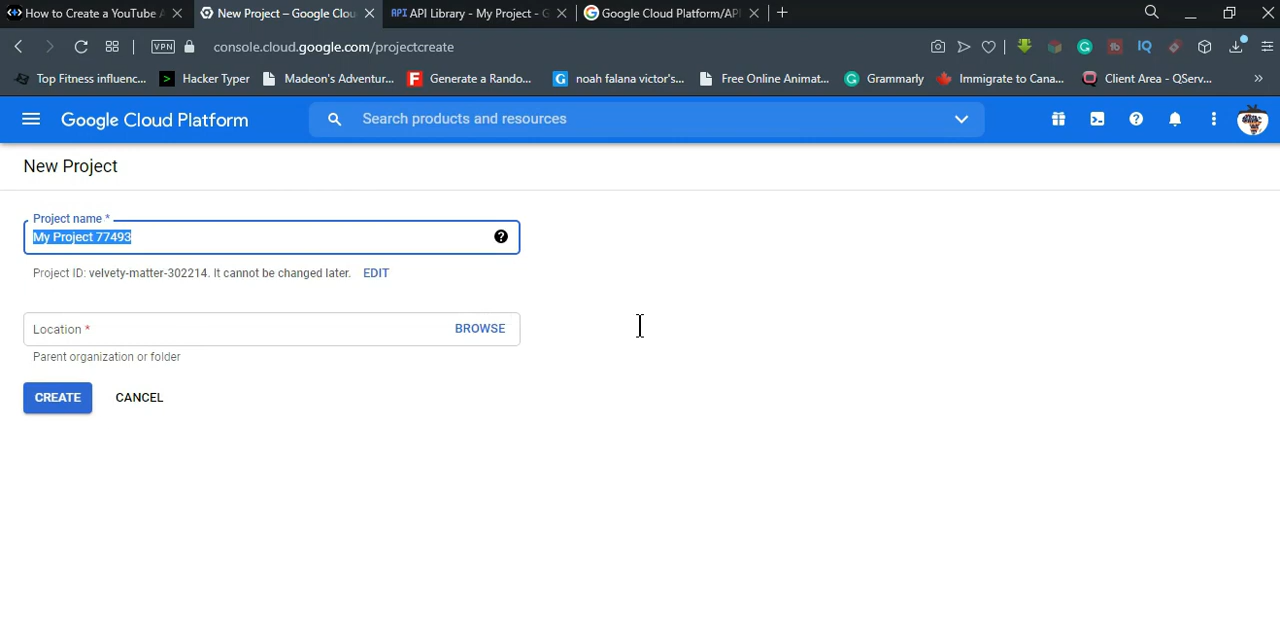 How to Create a YouTube A
New Project – Google Clou
API API Library - My Project - G
Google Cloud Platform/API
VPN
console.cloud.google.com/projectcreate
IQ
Top Fitness influenc...
Hacker Typer
Madeon's Adventur...
Generate a Rando...
noah falana victor's...
Free Online Animat...
Grammarly
Immigrate to Cana...
Client Area - QServ...
Google Cloud Platform
Search products and resources
New Project
Project name *
My Project 77493
Project ID: velvety-matter-302214. It cannot be changed later. EDIT
Location *
BROWSE
Parent organization or folder
CREATE
CANCEL